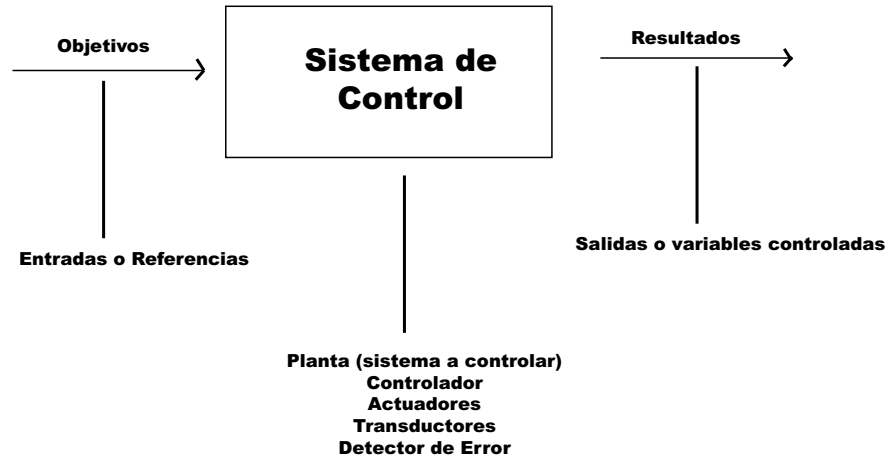 Objetivos
Sistema de
Control
Resultados
Entradas o Referencias
Salidas o variables controladas
Planta (sistema a controlar)
Controlador
Actuadores
Transductores
Detector de Error